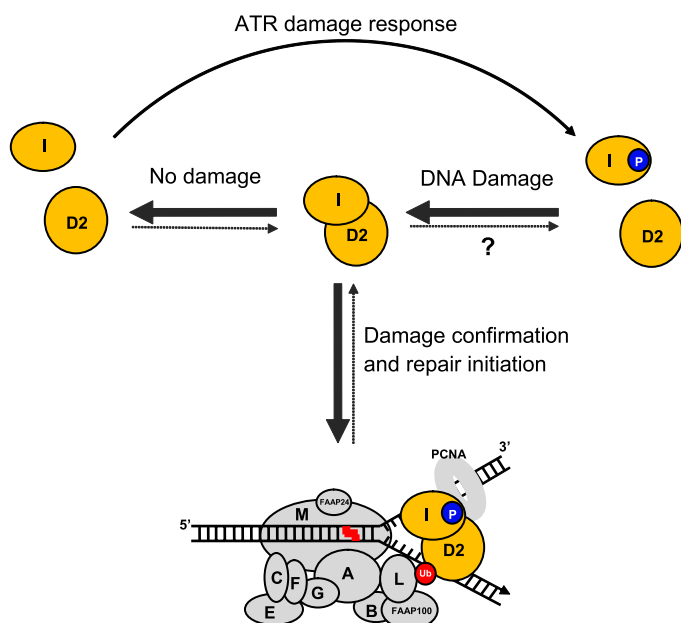 ATR damage response
I
D2
No damage
I
D2
DNA Damage
?
I
P
D2
Damage confirmation
and repair initiation
PCNA
3’
5’
FAAP24
M
I
P
D2
Ub
C
F
G
A
L
E
B
FAAP100